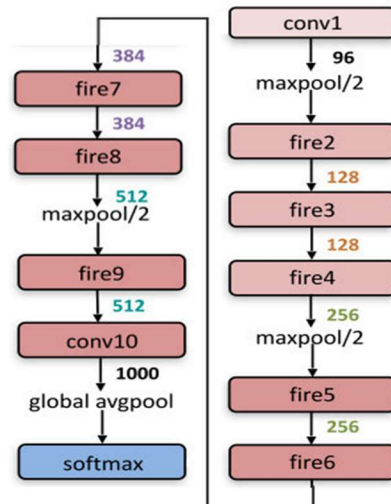 conv1
96
maxpool/2
fire2
128
fire3
128
fire4
256
maxpool/2
fire5
256
fire6
384
fire7
384
fire8
512
maxpool/2
fire9
512
conv10
1000
global avgpool
softmax